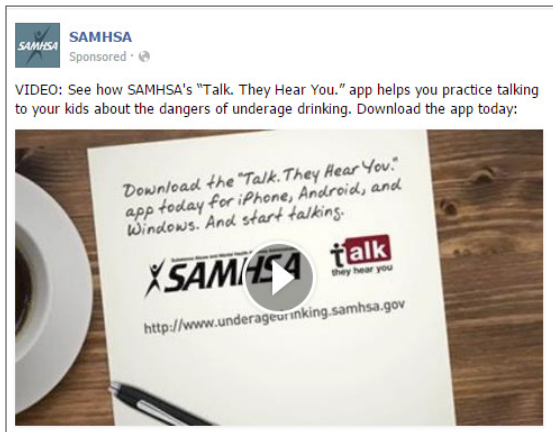 SAMHSA
SAMHSA
Sponsored ·
VIDEO: See how SAMHSA's “Talk. They Hear You.” app helps you practice talking
to your kids about the dangers of underage drinking. Download the app today:
Download the "Talk. They Hear You."
app today for iPhone, Android, and
Windows. And start talking.
SAMHSA
talk
they hear you
http://www.underagedrinking.samhsa.gov